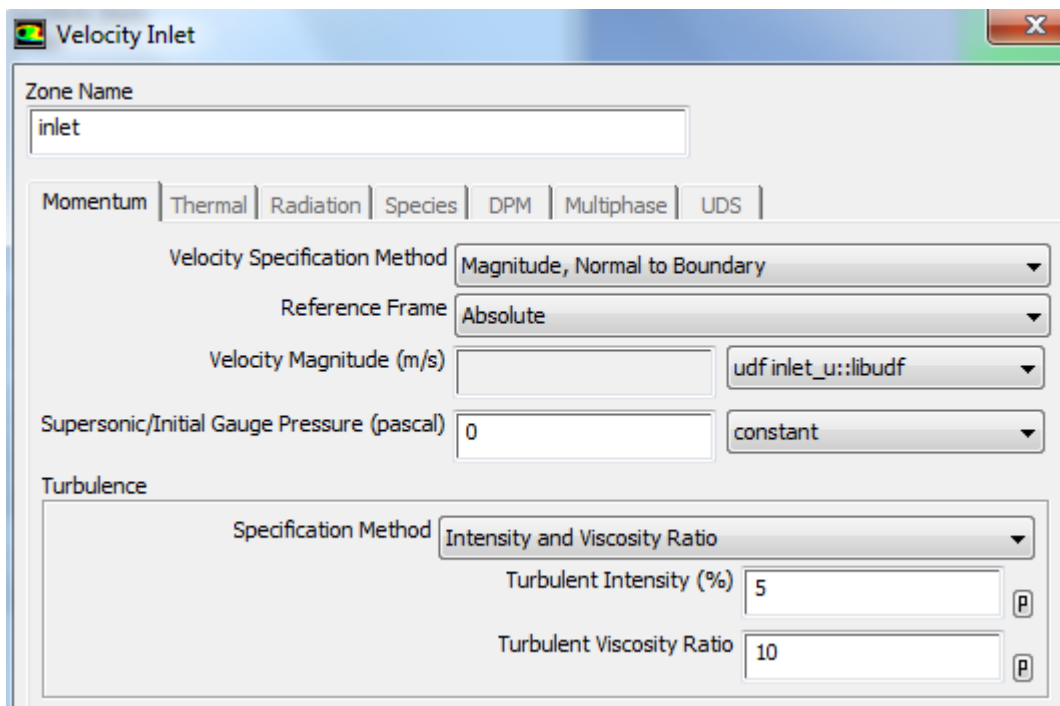 Velocity Inlet
Zone Name
inlet
Momentum Thermal Radiation Species DPM Multiphase UDS
Velocity Specification Method Magnitude, Normal to Boundary
Reference Frame Absolute
Velocity Magnitude (m/s) udf inlet_u::libudf
Supersonic/Initial Gauge Pressure (pascal) 0 constant
Turbulence
Specification Method Intensity and Viscosity Ratio
Turbulent Intensity (%) 5 P
Turbulent Viscosity Ratio 10 P